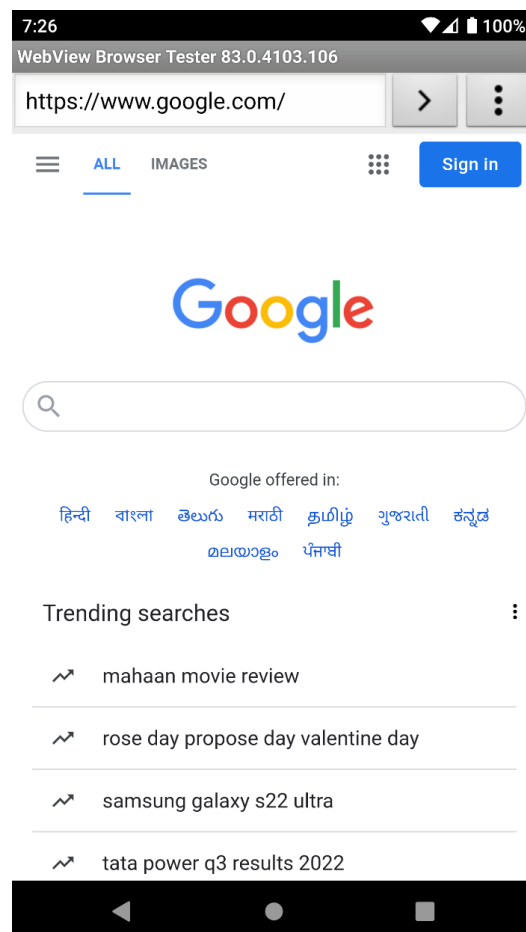 7:26 100%
WebView Browser Tester 83.0.4103.106
https://www.google.com/
ALL IMAGES Sign in
Google
Google offered in:
हिन्दी বাংলা తెలుగు मराठी தமிழ் ગુજરાતી ಕನ್ನಡ
മലയാളം ਪੰਜਾਬੀ
Trending searches
mahaan movie review
rose day propose day valentine day
samsung galaxy s22 ultra
tata power q3 results 2022